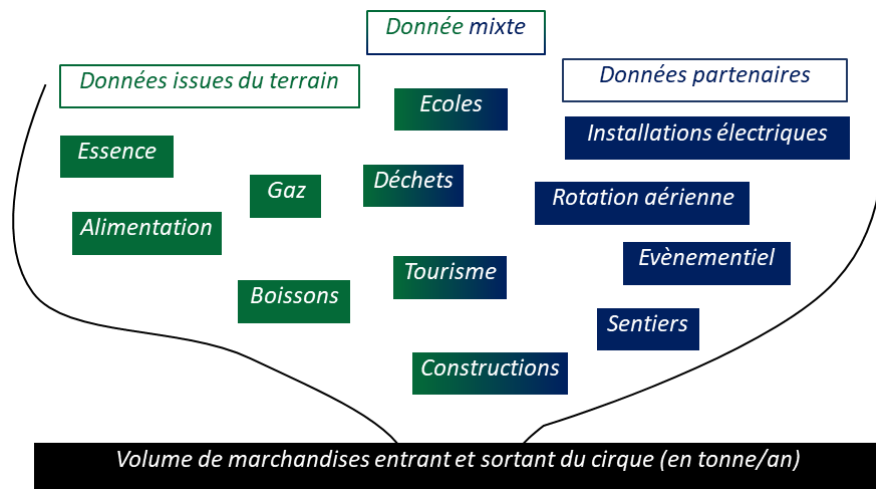 Donnée mixte
Données issues du terrain
Données partenaires
Ecoles
Installations électriques
Essence
Gaz
Déchets
Rotation aérienne
Alimentation
Evènementiel
Tourisme
Boissons
Sentiers
Constructions
Volume de marchandises entrant et sortant du cirque (en tonne/an)